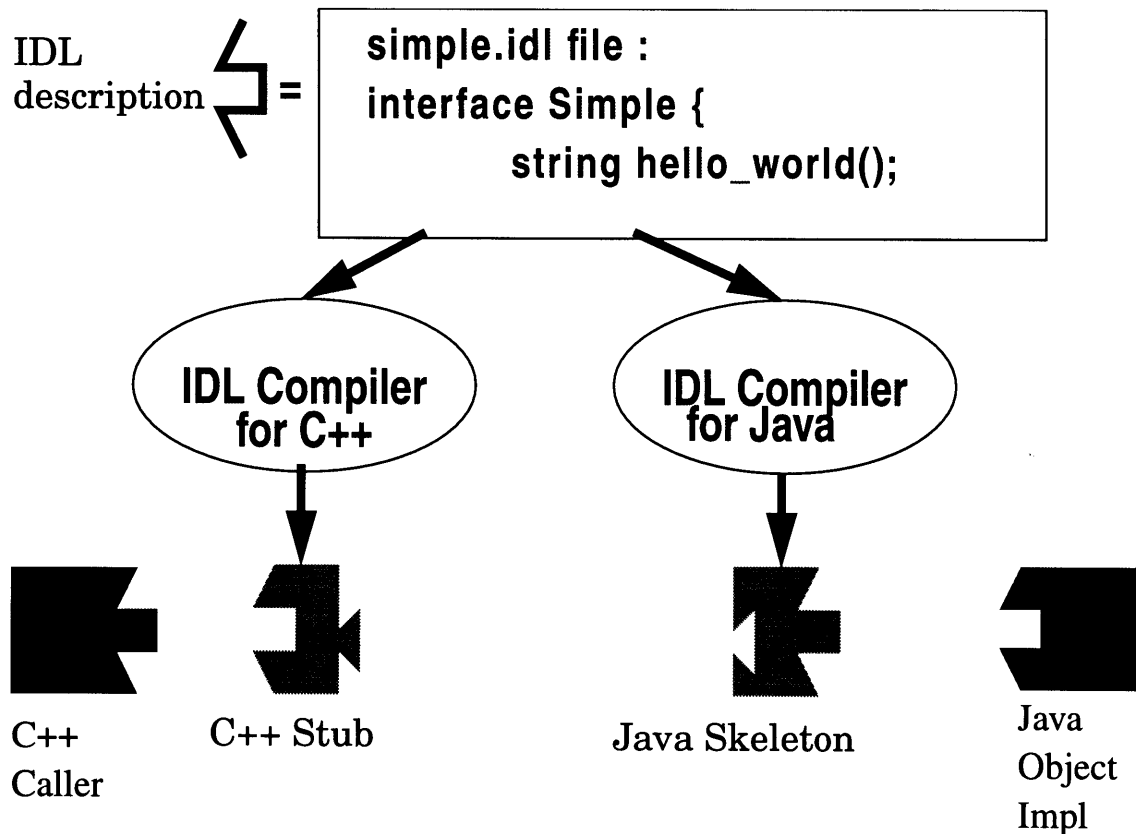 IDL
description
=
simple.idl file :
interface Simple {
string hello_world();
IDL Compiler
for C++
IDL Compiler
for Java
C++
Caller
C++ Stub
Java Skeleton
Java
Object
Impl